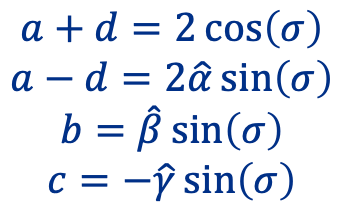 a + d = 2 cos(σ)
a − d = 2α̂ sin(σ)
b = β̂ sin(σ)
c = −γ̂ sin(σ)